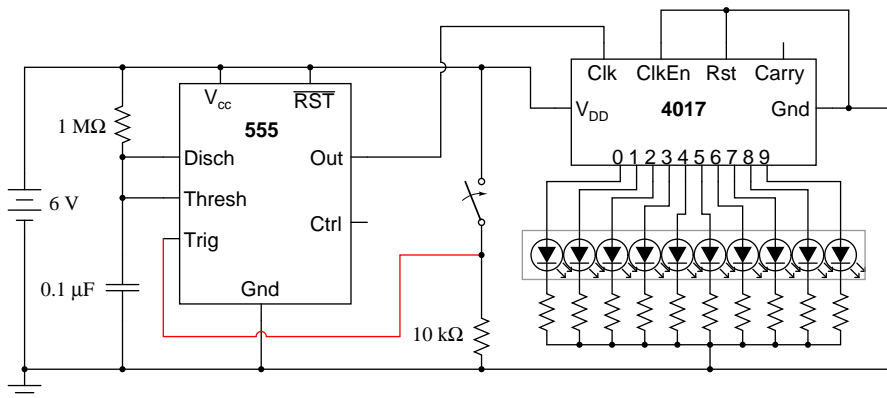 Clk ClkEn Rst Carry
V_DD 4017 Gnd
0 1 2 3 4 5 6 7 8 9
V_cc R̅S̅T̅
555
1 MΩ
Disch Out
Thresh
Ctrl
Trig
Gnd
6 V
0.1 µF
10 kΩ